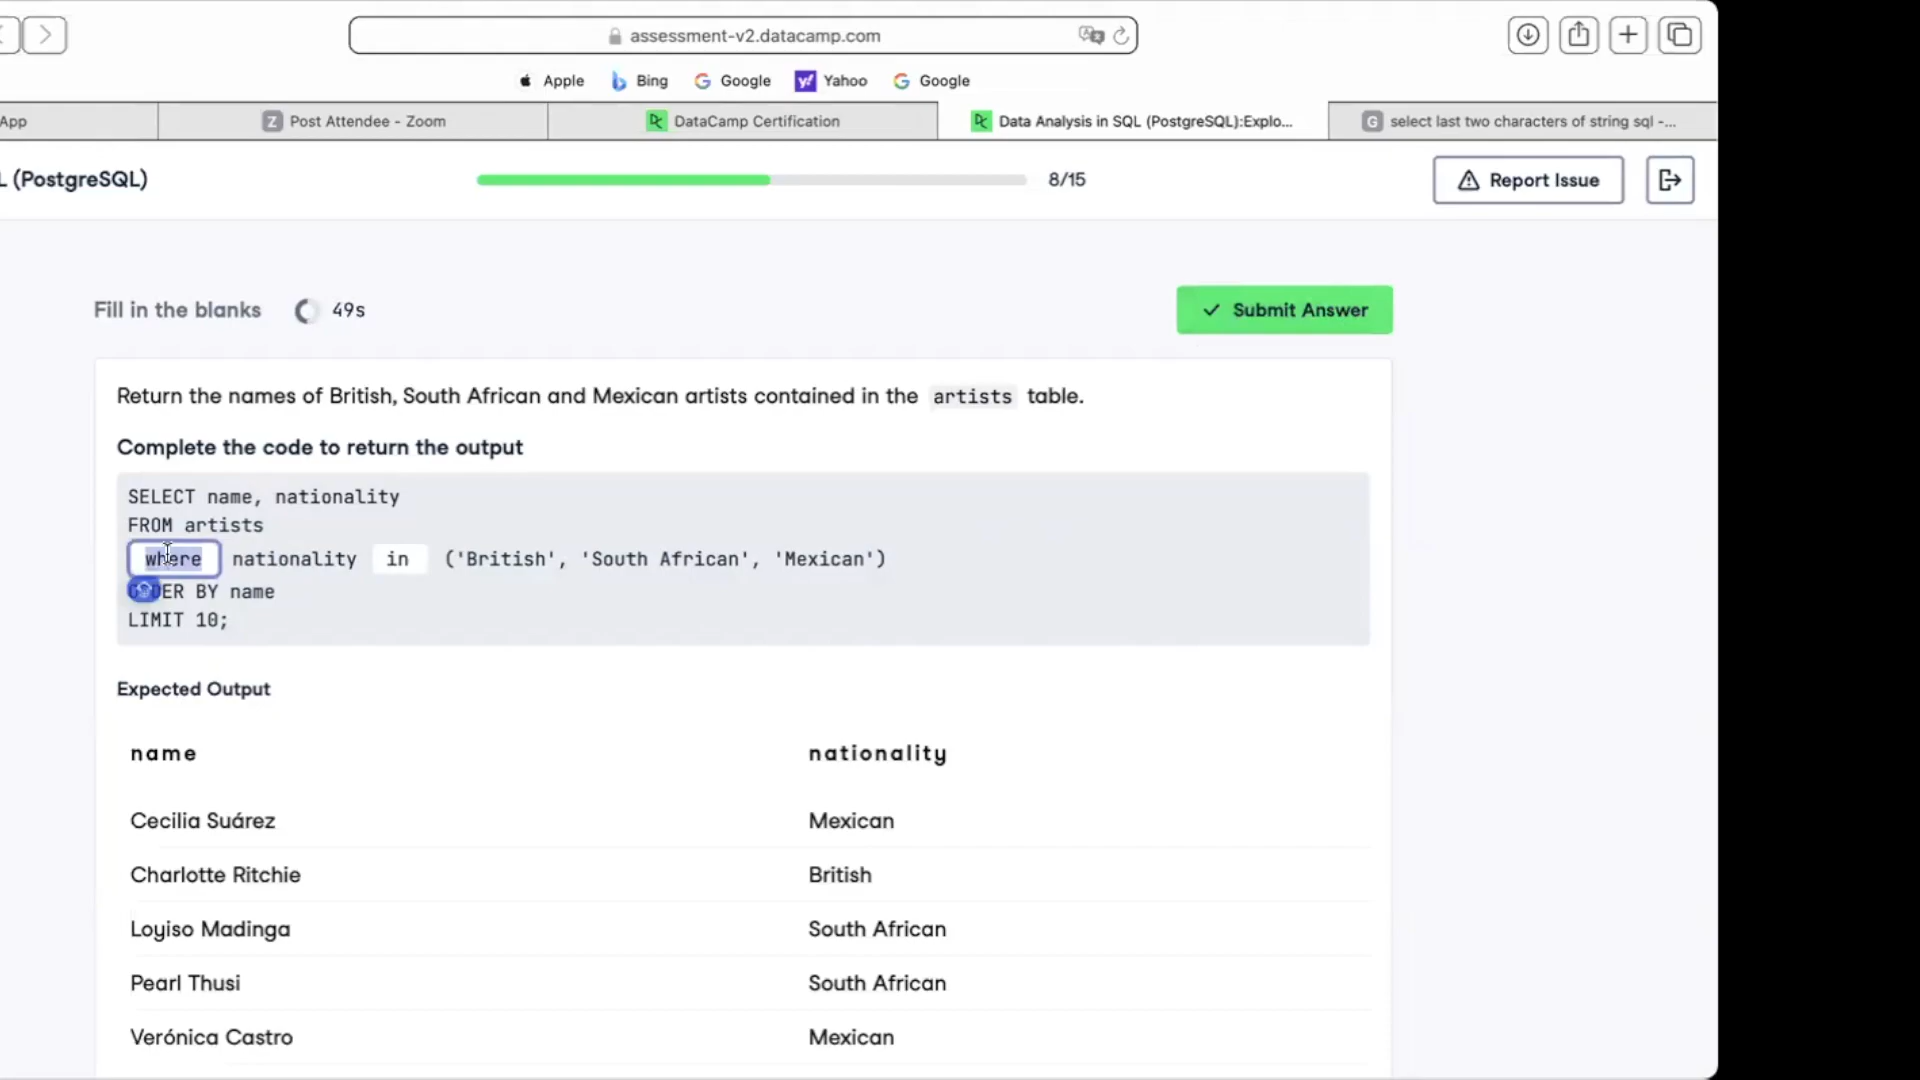 assessment-v2.datacamp.com
Apple Bing Google Yahoo Google
App Post Attendee - Zoom DataCamp Certification Data Analysis in SQL (PostgreSQL):Explo... select last two characters of string sql -...
L (PostgreSQL) 8/15 Report Issue
Fill in the blanks 49s Submit Answer
Return the names of British, South African and Mexican artists contained in the artists table.
Complete the code to return the output
SELECT name, nationality
FROM artists
where nationality in ('British', 'South African', 'Mexican')
ORDER BY name
LIMIT 10;
Expected Output
name nationality
Cecilia Suárez Mexican
Charlotte Ritchie British
Loyiso Madinga South African
Pearl Thusi South African
Verónica Castro Mexican